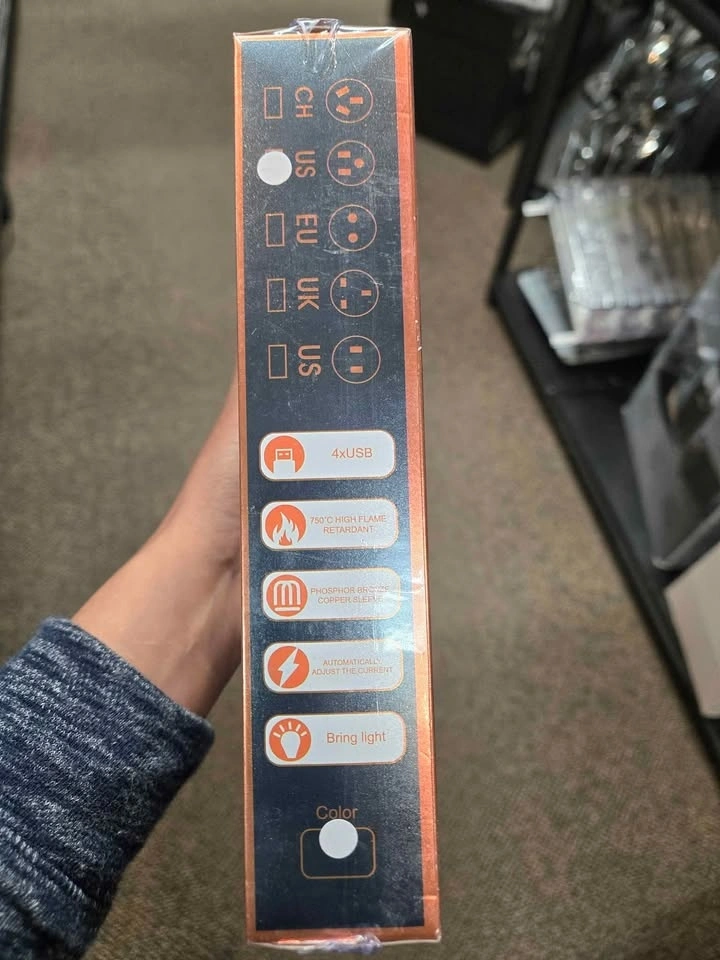 CH
US
EU
UK
US
4xUSB
750°C HIGH FLAME
RETARDANT
PHOSPHOR BRONZE
COPPER SLEEVE
AUTOMATICALLY
ADJUST THE CURRENT
Bring light
Color